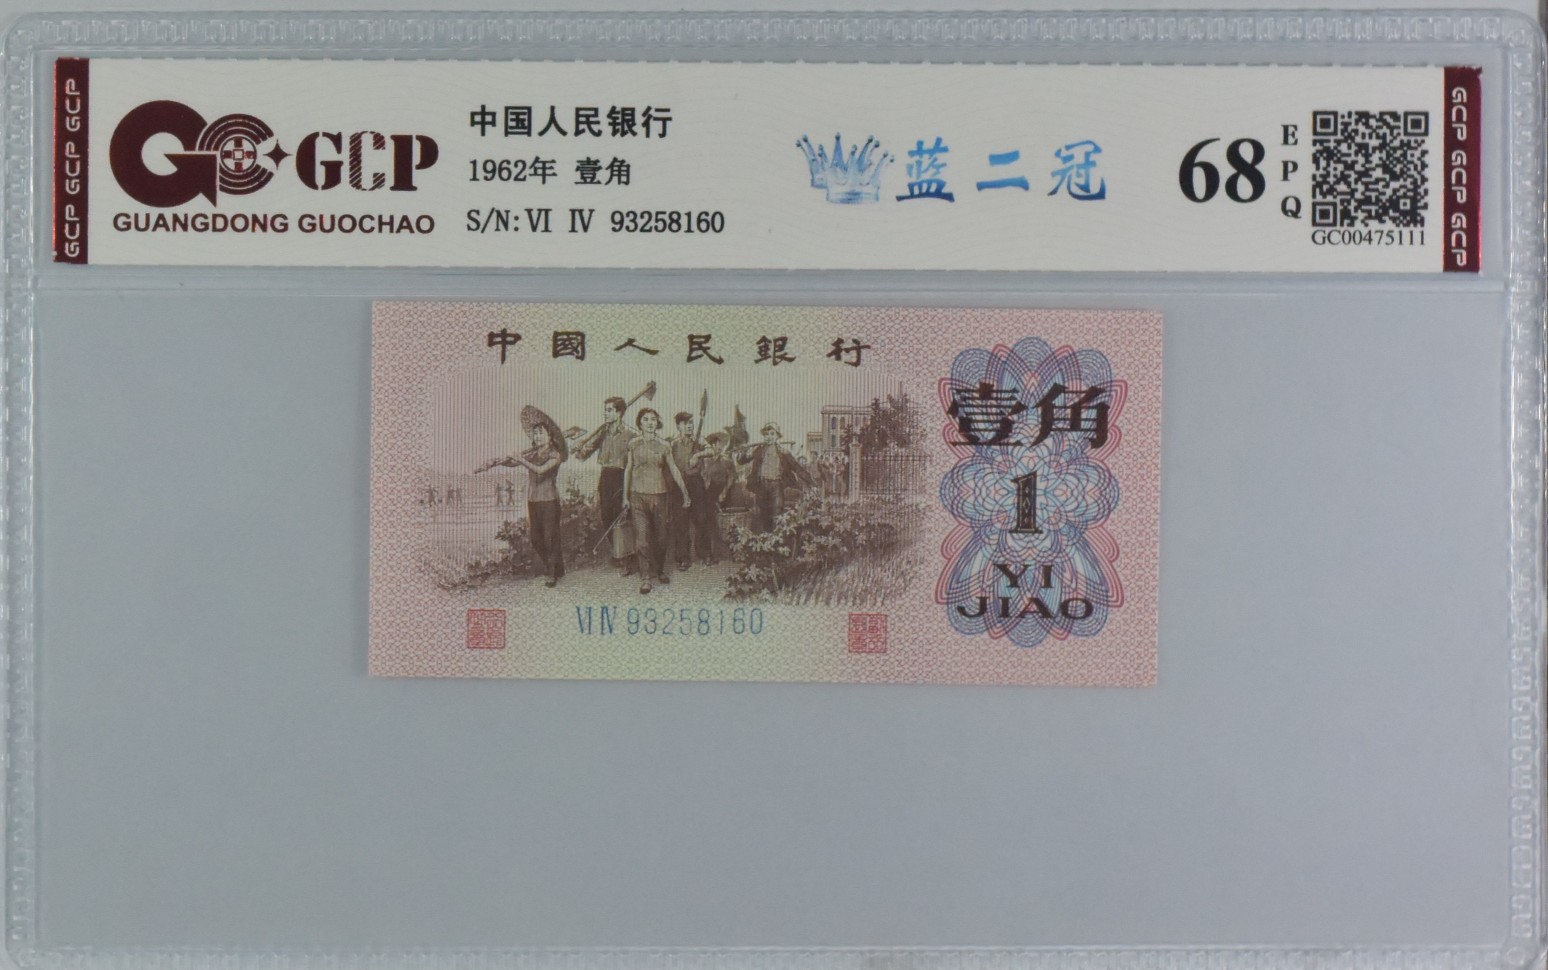 GCP GCP GCP
GCP
GUANGDONG GUOCHAO
中国人民银行
1962年 壹角
S/N: Ⅵ Ⅳ 93258160
蓝二冠
68
EPQ
GC00475111
GCP GCP GCP
中國人民銀行
壹角
1
YI
JIAO
ⅥⅣ 93258160